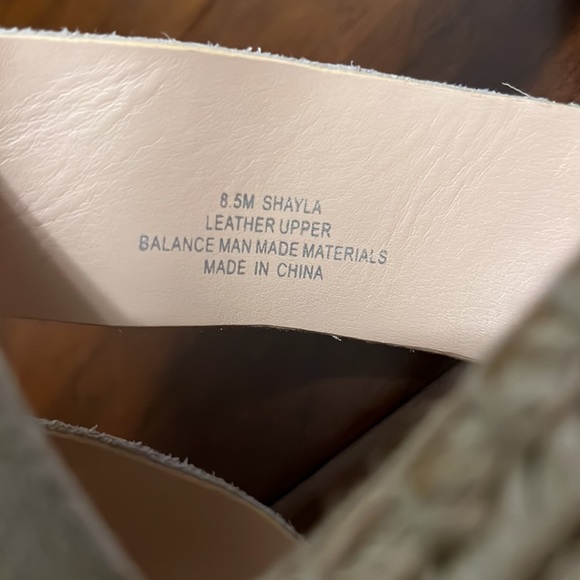 8.5M SHAYLA
LEATHER UPPER
BALANCE MAN MADE MATERIALS
MADE IN CHINA